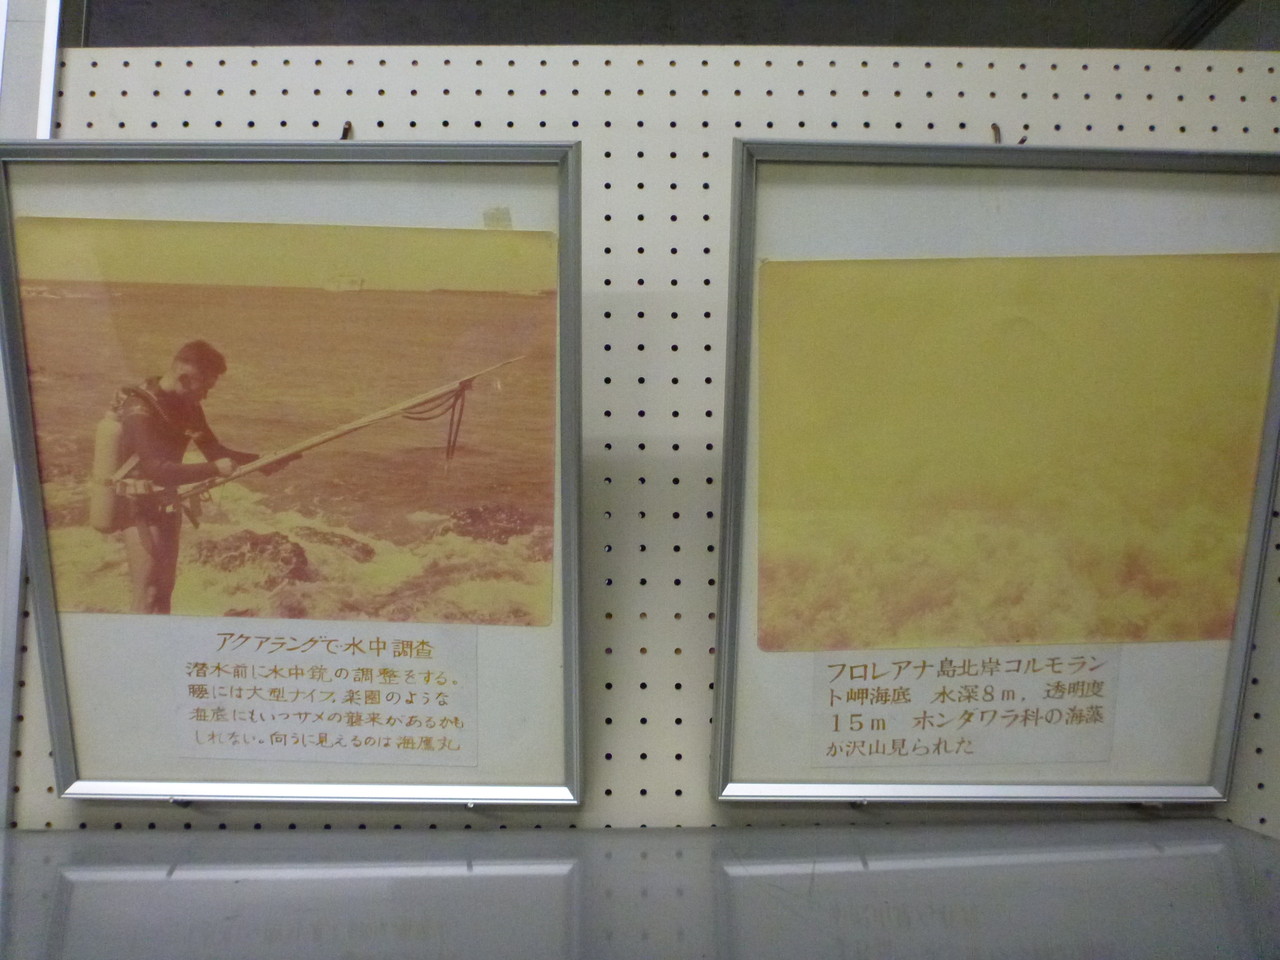 アクアラングで水中調査
潜水前に水中銃の調整をする。
腰には大型ナイフ、楽園のような
海底にもいつサメの襲来があるかも
しれない。向うに見えるのは海鷹丸
フロレアナ島北岸コルモラン
ト岬海底 水深8m. 透明度
15m ホンダワラ科の海藻
が沢山見られた